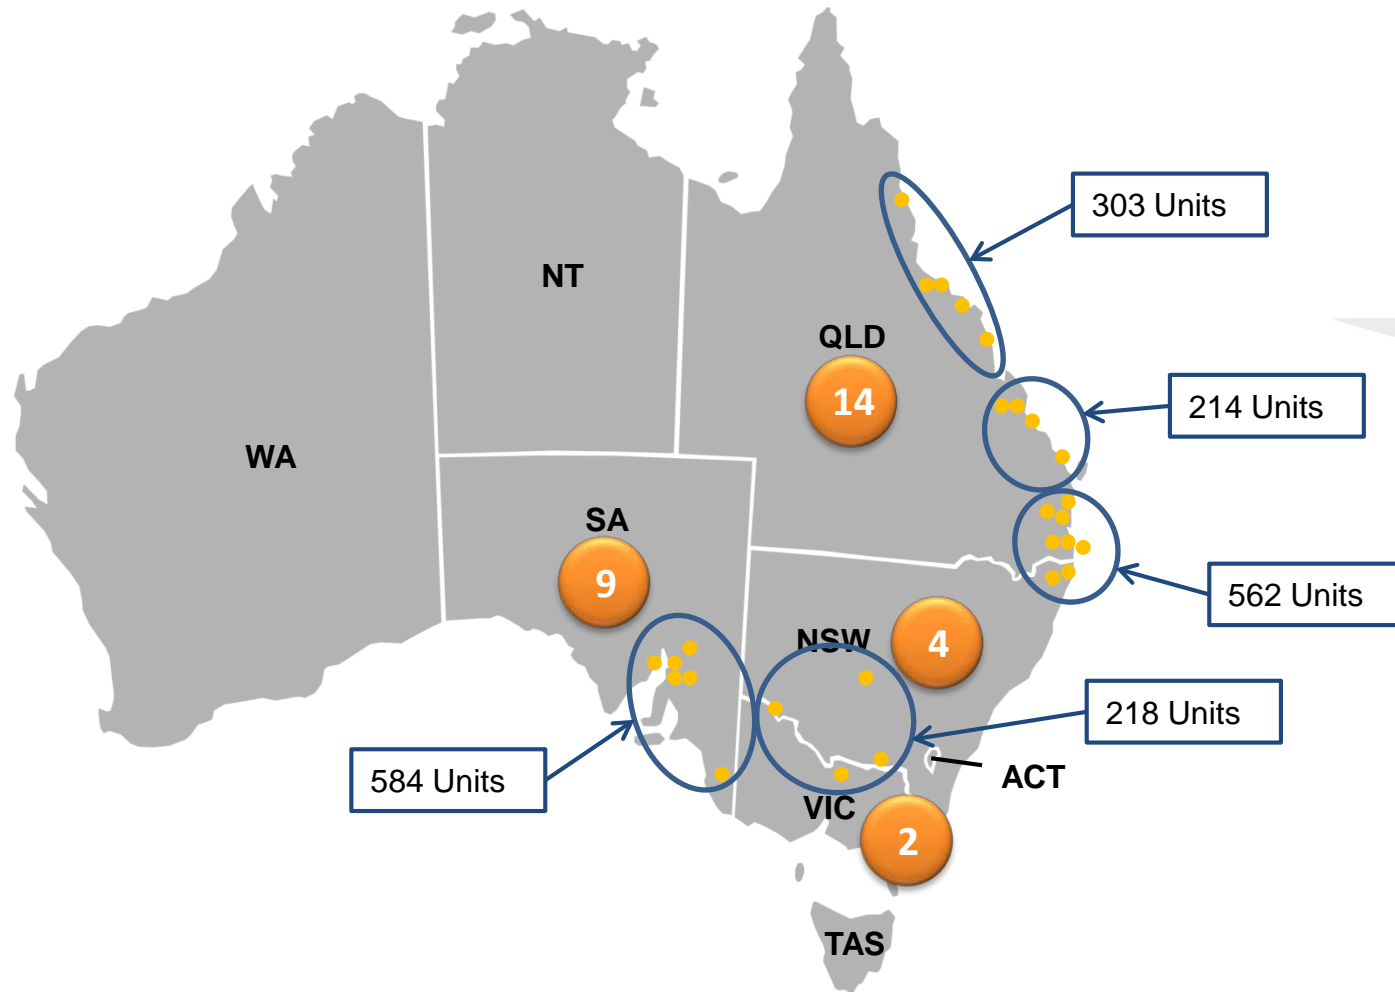 303 Units
NT
QLD
14
214 Units
WA
SA
9
562 Units
NSW
4
218 Units
584 Units
ACT
VIC
2
TAS